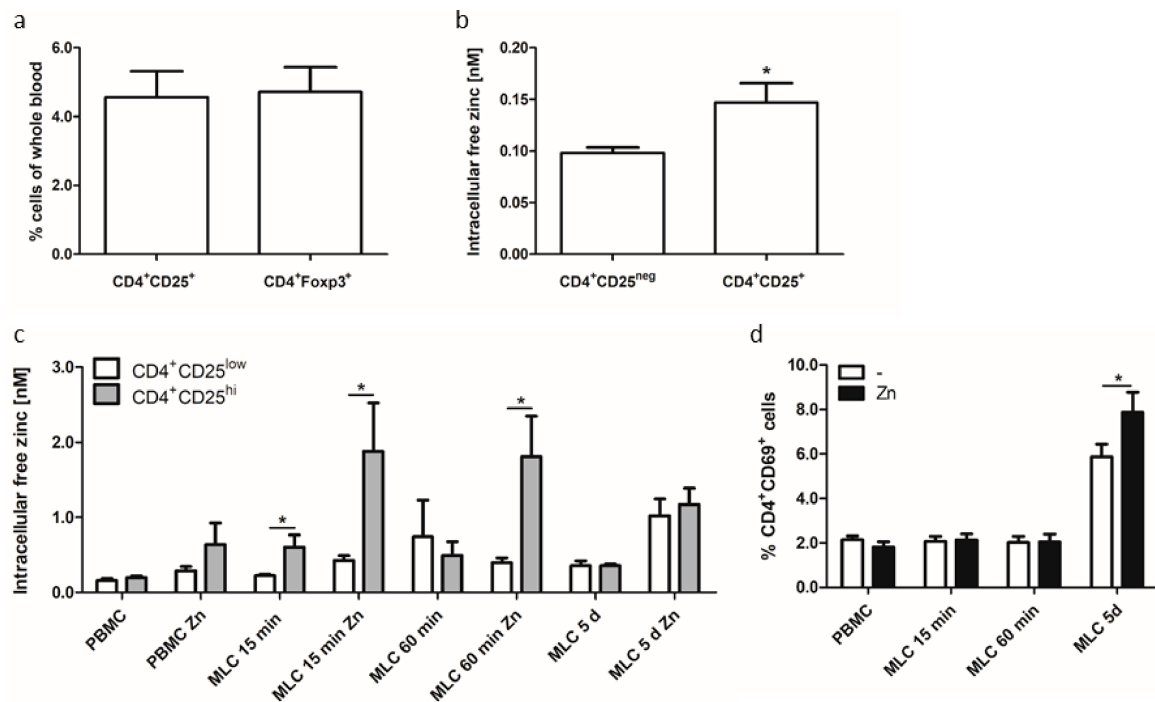 a
% cells of whole blood
6.0
4.0
2.0
0.0
CD4⁺CD25⁺
CD4⁺Foxp3⁺
b
Intracellular free zinc [nM]
0.20
0.15
0.10
0.05
0.00
*
CD4⁺CD25ⁿᵉᵍ
CD4⁺CD25⁺
c
Intracellular free zinc [nM]
3.0
2.0
1.0
0.0
CD4⁺CD25ˡᵒʷ
CD4⁺CD25ʰⁱ
*
*
*
PBMC
PBMC Zn
MLC 15 min
MLC 15 min Zn
MLC 60 min
MLC 60 min Zn
MLC 5 d
MLC 5 d Zn
d
% CD4⁺CD69⁺ cells
10.0
8.0
6.0
4.0
2.0
0.0
-
Zn
*
PBMC
MLC 15 min
MLC 60 min
MLC 5d